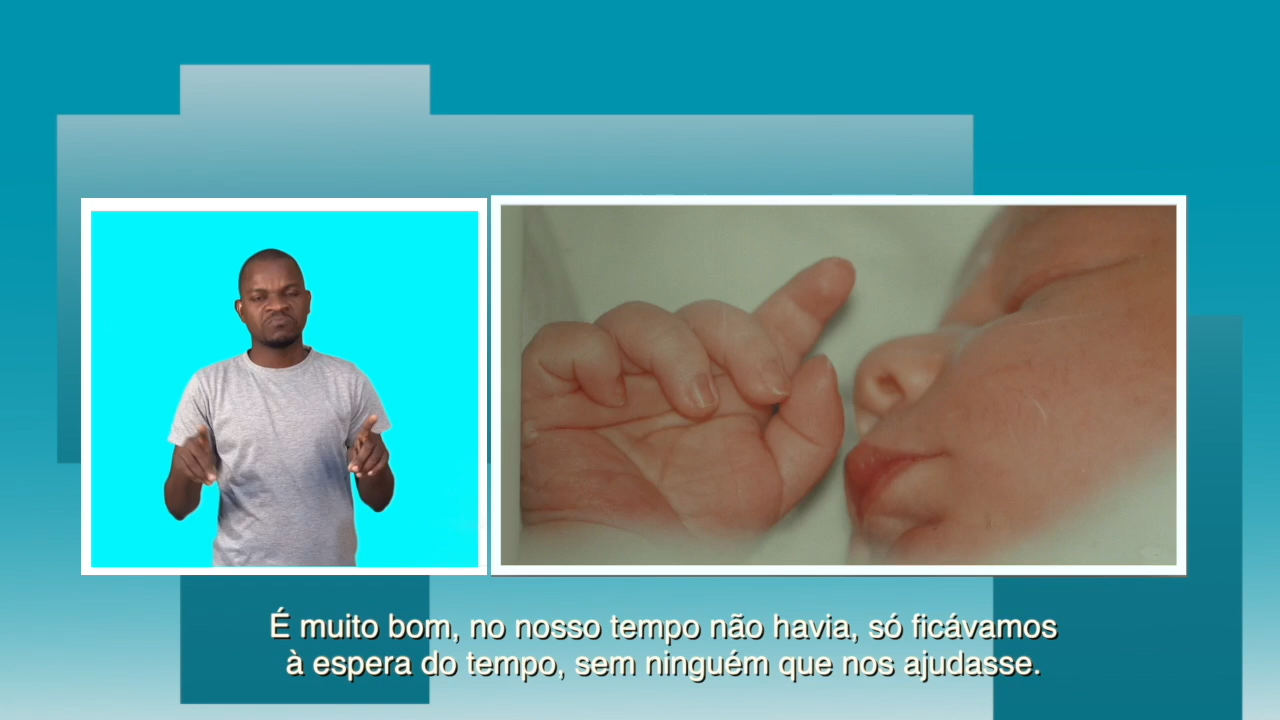 É muito bom, no nosso tempo não havia, só ficávamos
à espera do tempo, sem ninguém que nos ajudasse.